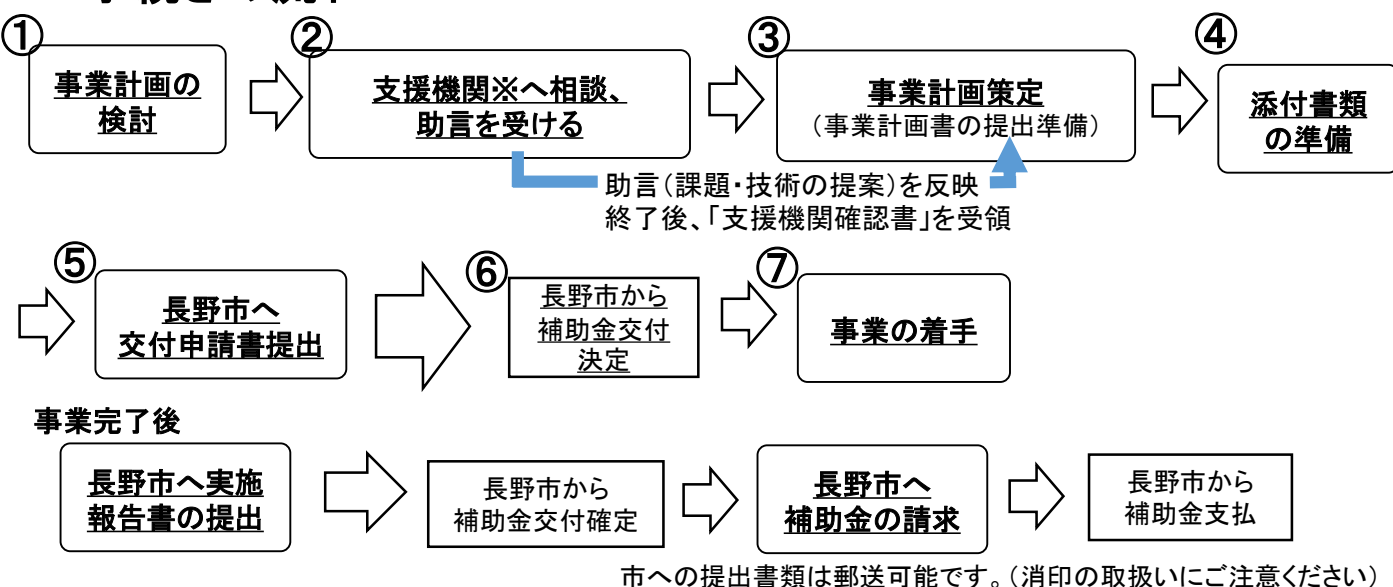 ①
事業計画の
検討
②
支援機関※へ相談、
助言を受ける
③
事業計画策定
（事業計画書の提出準備）
④
添付書類
の準備
助言（課題・技術の提案）を反映
終了後、「支援機関確認書」を受領
⑤
長野市へ
交付申請書提出
⑥
長野市から
補助金交付
決定
⑦
事業の着手
事業完了後
長野市へ実施
報告書の提出
長野市から
補助金交付確定
長野市へ
補助金の請求
長野市から
補助金支払
市への提出書類は郵送可能です。（消印の取扱いにご注意ください）